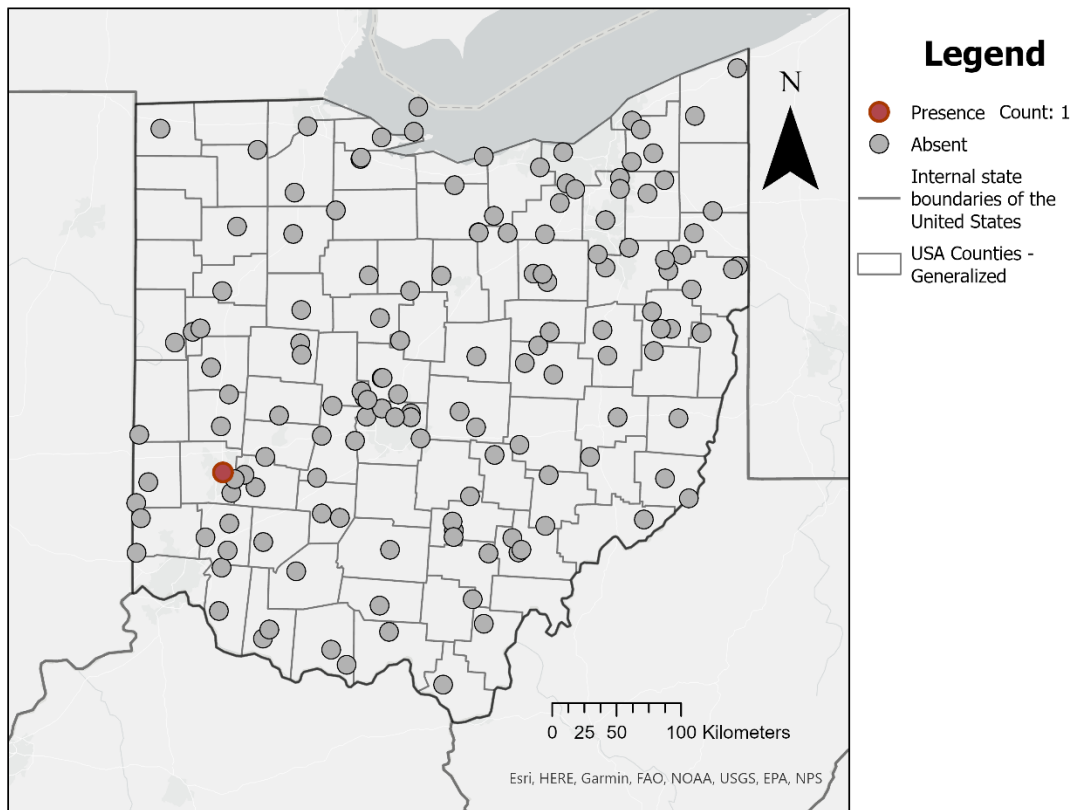 Legend
N
Presence Count: 1
Absent
Internal state
boundaries of the
United States
USA Counties -
Generalized
0 25 50 100 Kilometers
Esri, HERE, Garmin, FAO, NOAA, USGS, EPA, NPS